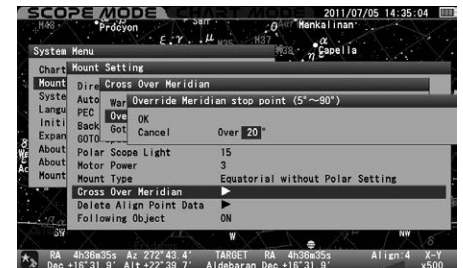 SCOPE MODE
2011/07/05 14:35:04
Procyon
Menkalinan
H37
Capella
System Menu
Chart Mount Setting
Mount Dire Cross Over Meridian
Syste Auto War Override Meridian stop point (5°~90°)
Langu PEC Ove OK
Initi Back Got Cancel Over 20°
Expan GOTO
About Polar Scope Light 15
About Motor Power 3
Mount Mount Type Equatorial without Polar Setting
Cross Over Meridian ▶
Delete Align Point Data ▶
Following Object ON
SW W NW
RA 4h36m35s Az 272°43.4' TARGET RA 4h36m35s Align:4 X-Y
Dec +16°31.9' Alt +22°39.7' Aldebaran Dec +16°31.9' x500